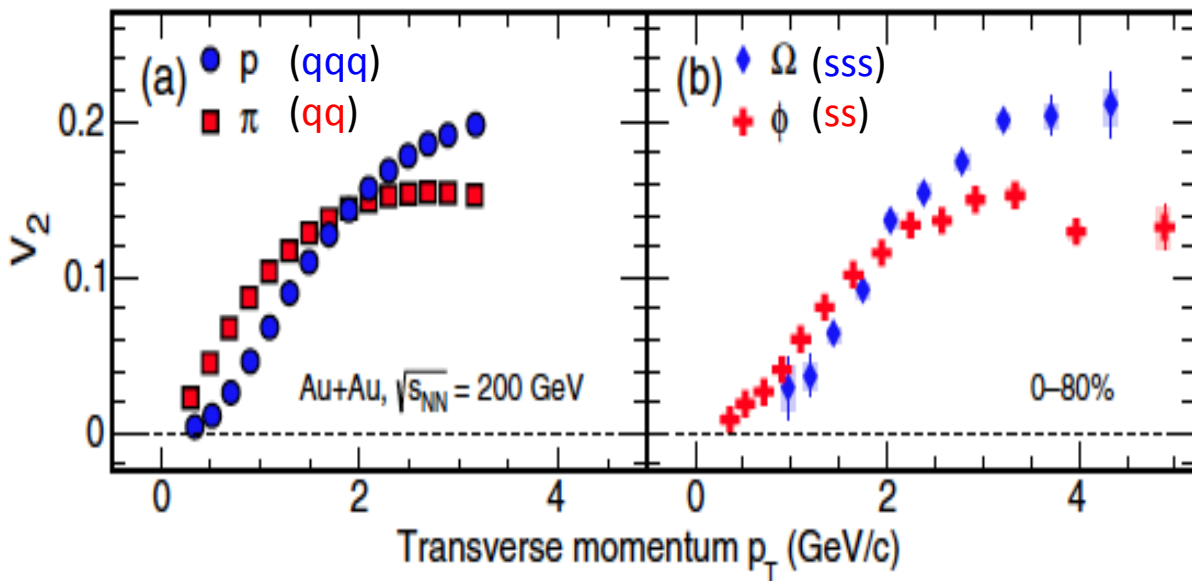 (a) p (qqq)
π (qq)
(b) Ω (sss)
ϕ (ss)
v₂
0.2
0.1
0
Au+Au, √sNN = 200 GeV
0–80%
0 2 4
0 2 4
Transverse momentum pT (GeV/c)